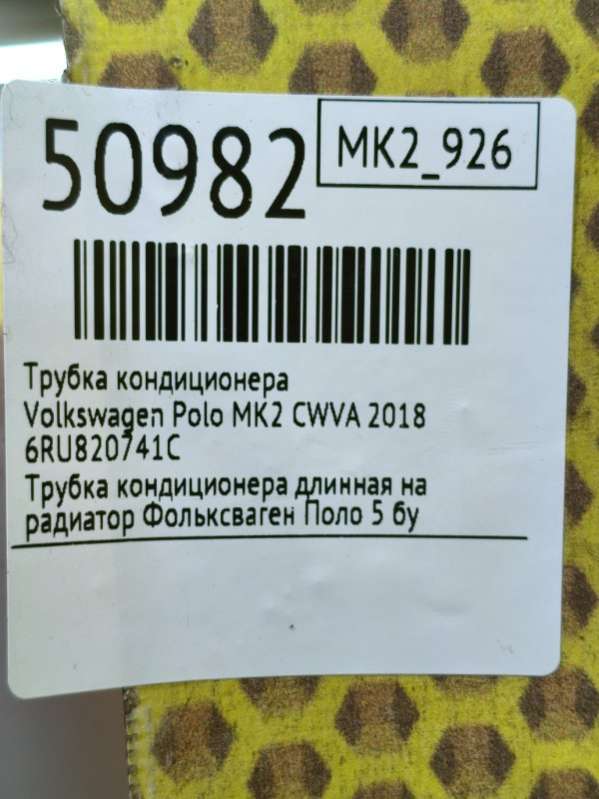 50982
MK2_926
Трубка кондиционера
Volkswagen Polo MK2 CWVA 2018
6RU820741C
Трубка кондиционера длинная на
радиатор Фольксваген Поло 5 бу